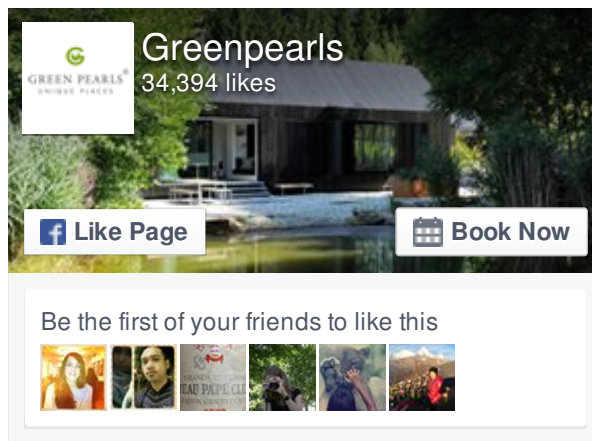 Greenpearls
34,394 likes
GREEN PEARLS®
UNIQUE PLACES
Like Page
Book Now
Be the first of your friends to like this